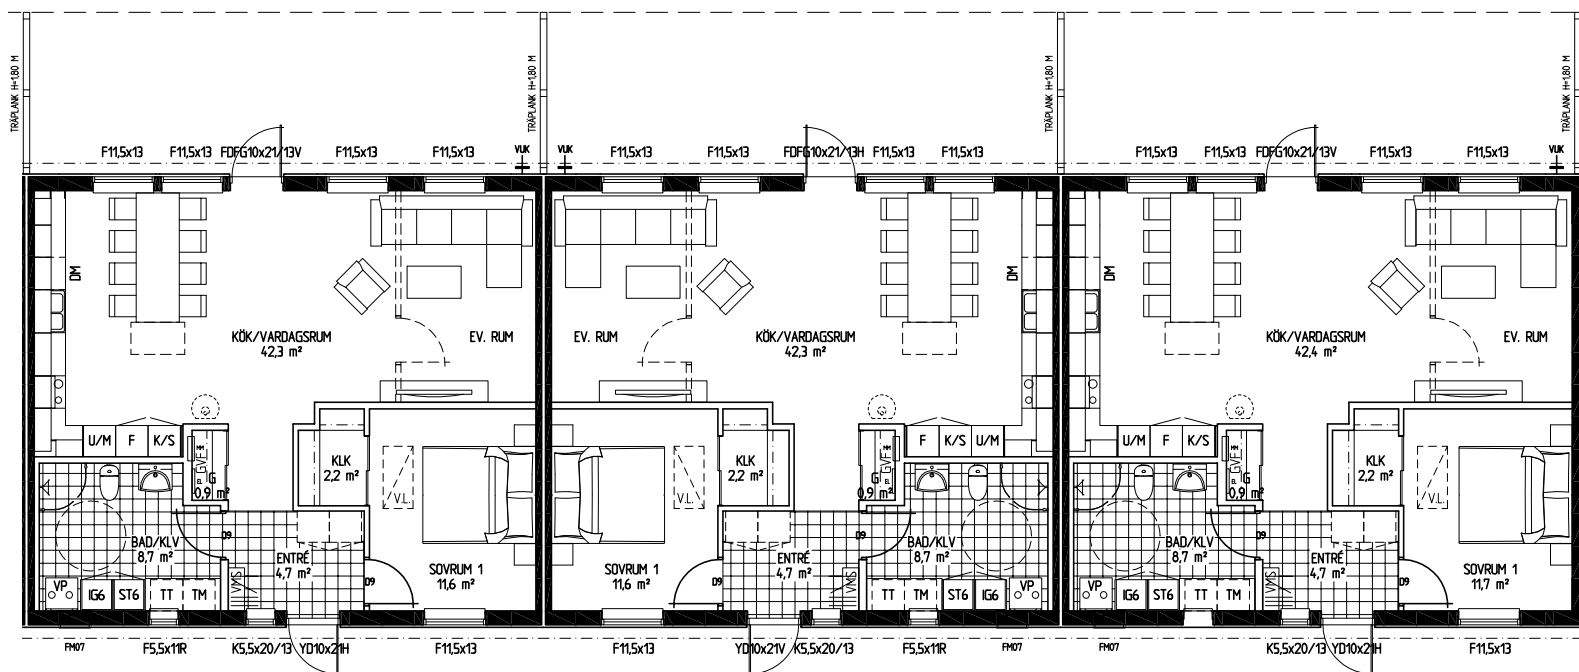 TRÄPLANK H=1,80 M
TRÄPLANK H=1,80 M
TRÄPLANK H=1,80 M
TRÄPLANK H=1,80 M
F11,5x13 F11,5x13 FDFG10x21/13V F11,5x13 F11,5x13 VUK
VUK F11,5x13 F11,5x13 FDFG10x21/13H F11,5x13 F11,5x13
F11,5x13 F11,5x13 FDFG10x21/13V F11,5x13 F11,5x13 VUK
DM
KÖK/VARDAGSRUM
42,3 m²
EV. RUM
U/M F K/S
G
0,9 m²
KLK
2,2 m²
V.L.
BAD/KLV
8,7 m²
D9
ENTRÉ
4,7 m²
D9
SOVRUM 1
11,6 m²
VP IG6 ST6 TT TM VMS
EV. RUM
KÖK/VARDAGSRUM
42,3 m²
DM
V.L.
KLK
2,2 m²
G
0,9 m²
F K/S U/M
SOVRUM 1
11,6 m²
D9
ENTRÉ
4,7 m²
D9
BAD/KLV
8,7 m²
VMS TT TM ST6 IG6 VP
DM
KÖK/VARDAGSRUM
42,4 m²
EV. RUM
U/M F K/S
G
0,9 m²
KLK
2,2 m²
V.L.
BAD/KLV
8,7 m²
D9
ENTRÉ
4,7 m²
D9
SOVRUM 1
11,7 m²
VP IG6 ST6 TT TM VMS
FM07 F5,5x11R K5,5x20/13 YD10x21H F11,5x13
F11,5x13 YD10x21V K5,5x20/13 F5,5x11R FM07
FM07 K5,5x20/13 YD10x21H F11,5x13